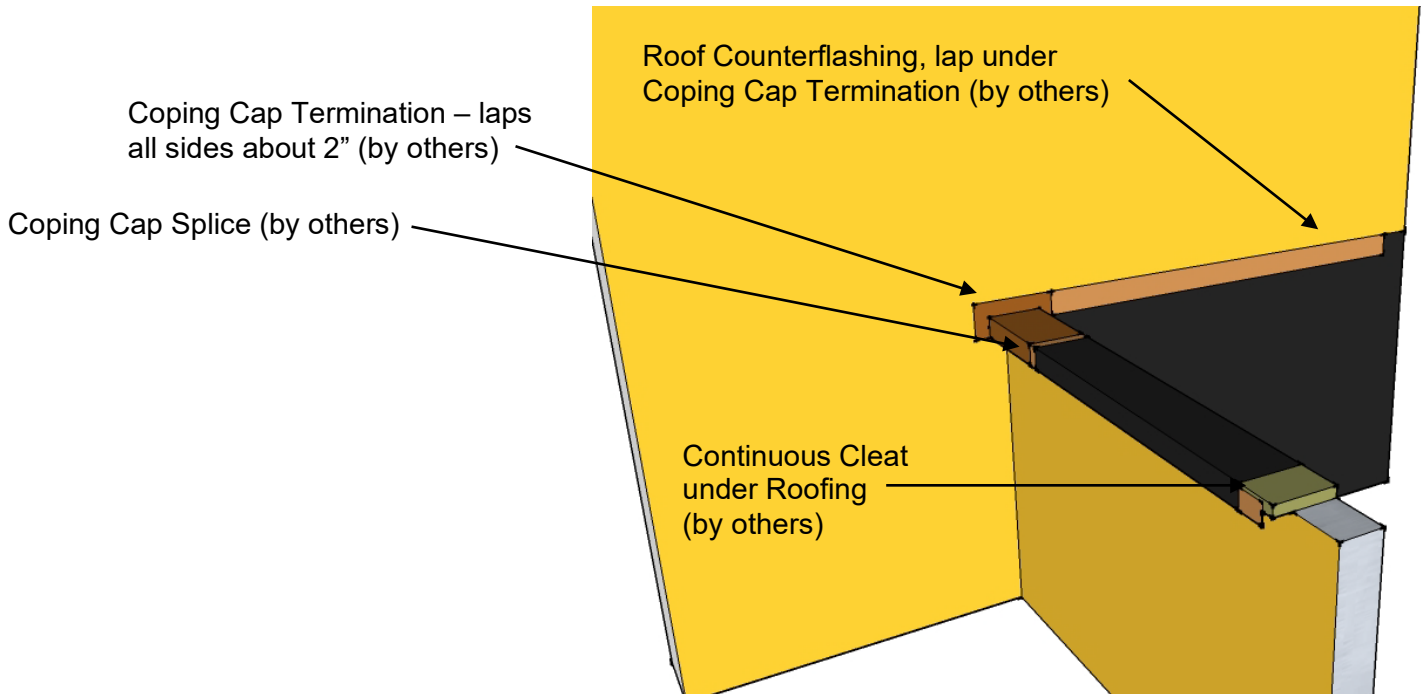 Roof Counterflashing, lap under
Coping Cap Termination (by others)
Coping Cap Termination – laps
all sides about 2” (by others)
Coping Cap Splice (by others)
Continuous Cleat
under Roofing
(by others)